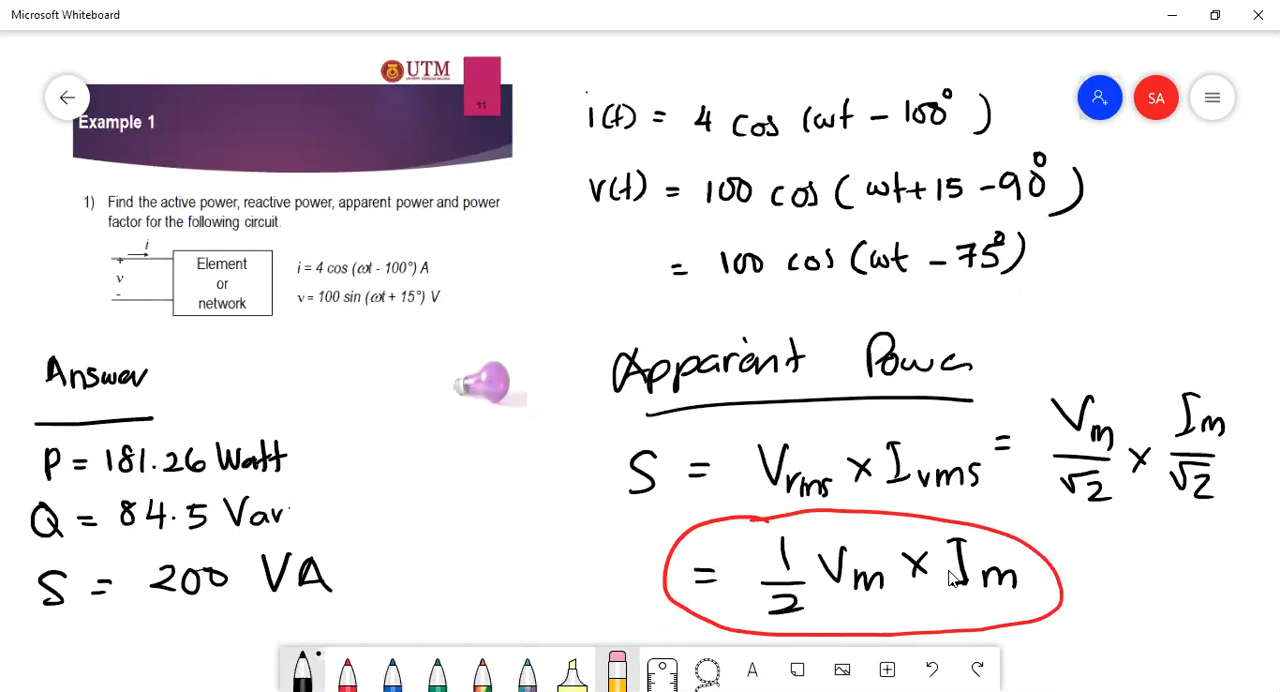 Microsoft Whiteboard
UTM
11
Example 1
SA
1) Find the active power, reactive power, apparent power and power
factor for the following circuit.
i
+
v
-
Element
or
network
i = 4 cos (ωt - 100°) A
v = 100 sin (ωt + 15°) V
Answer
P = 181.26 Watt
Q = 84.5 Var
S = 200 VA
i(t) = 4 cos (ωt - 100°)
v(t) = 100 cos (ωt + 15 - 90°)
= 100 cos (ωt - 75°)
Apparent Power
S = Vrms × Irms = Vm/√2 × Im/√2
= 1/2 Vm × Im
A